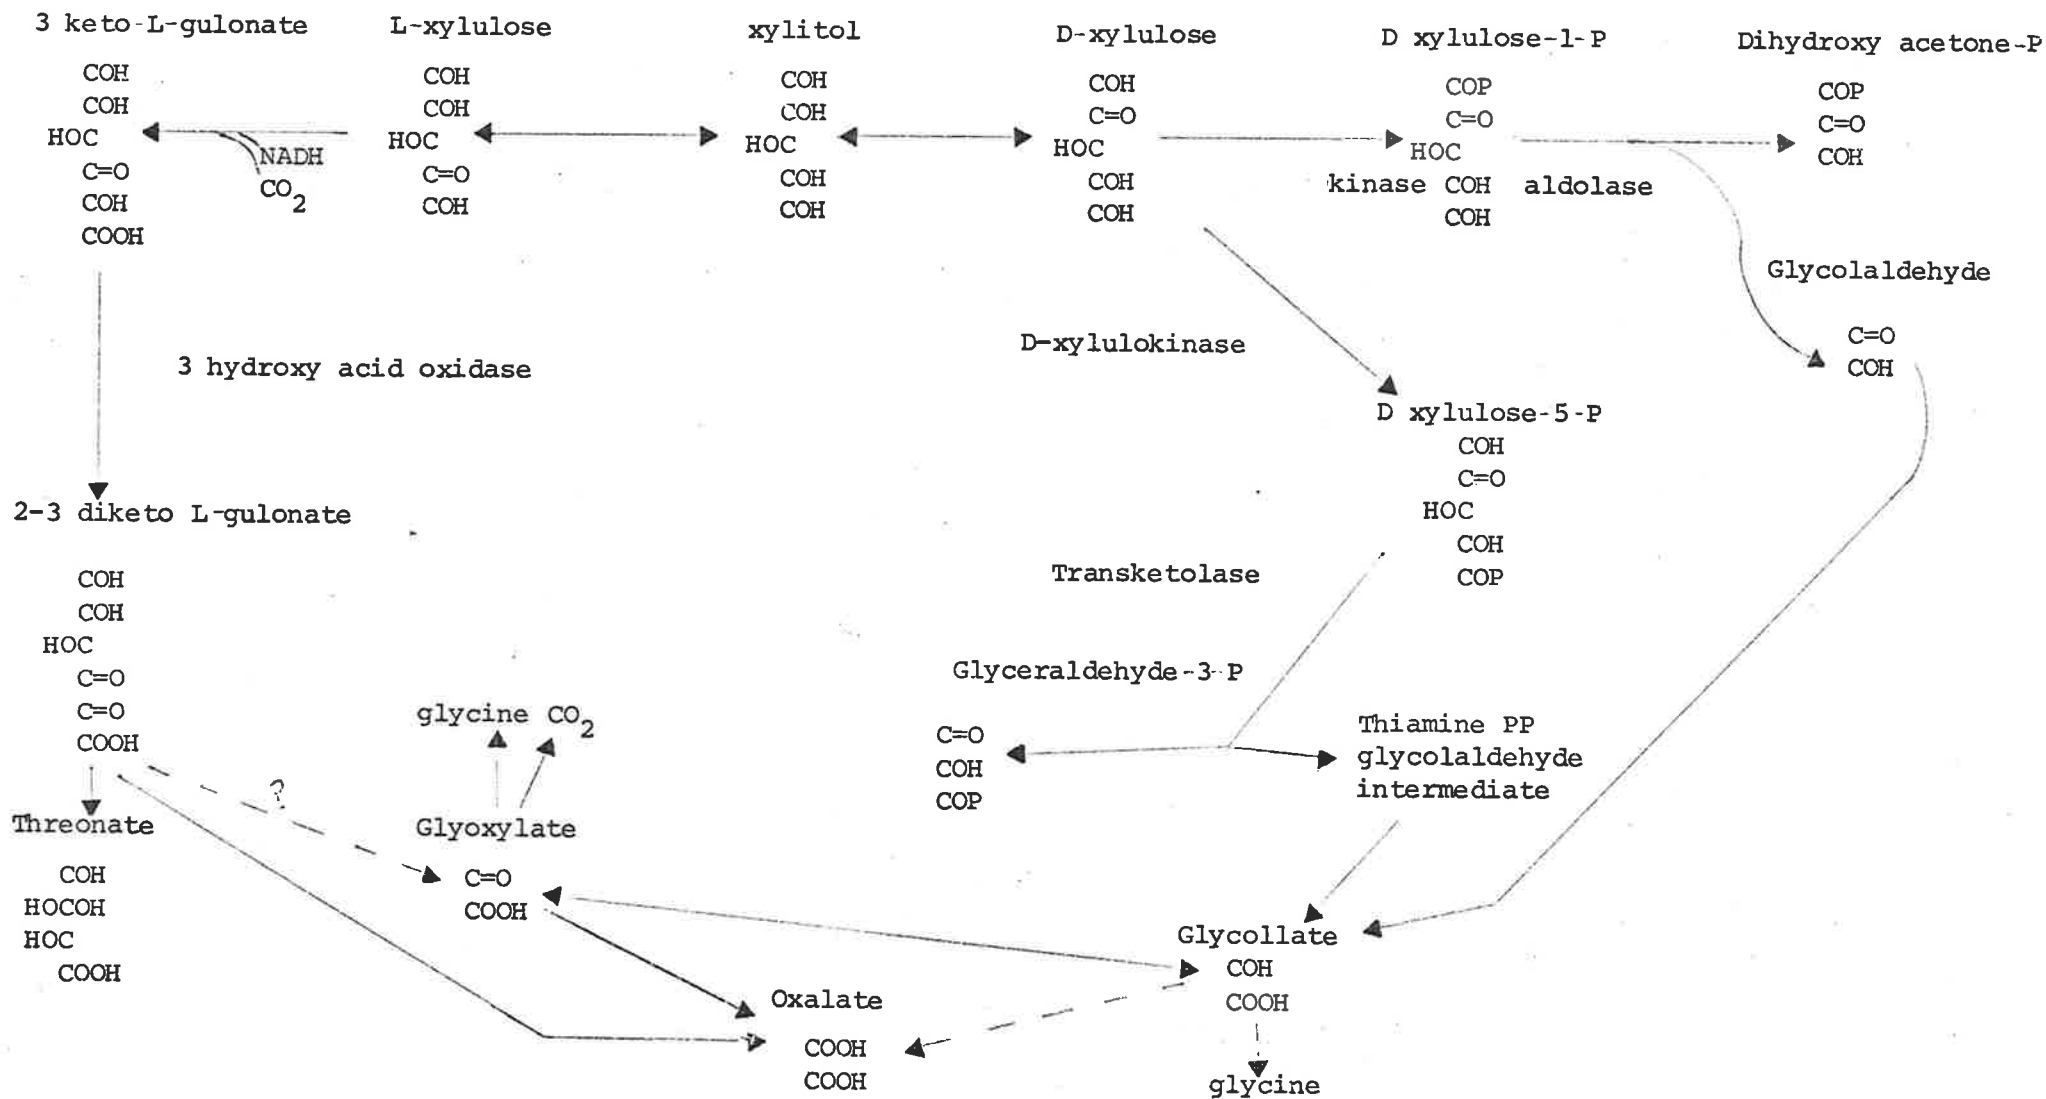 3 keto-L-gulonate
COH
COH
HOC
C=O
COH
COOH
NADH
CO2
L-xylulose
COH
COH
HOC
C=O
COH
xylitol
COH
COH
HOC
COH
COH
D-xylulose
COH
C=O
HOC
COH
COH
D xylulose-1-P
COP
C=O
HOC
kinase COH aldolase
COH
Dihydroxy acetone-P
COP
C=O
COH
Glycolaldehyde
C=O
COH
3 hydroxy acid oxidase
D-xylulokinase
D xylulose-5-P
COH
C=O
HOC
COH
COP
2-3 diketo L-gulonate
COH
COH
HOC
C=O
C=O
COOH
Transketolase
Glyceraldehyde-3-P
C=O
COH
COP
Thiamine PP
glycolaldehyde
intermediate
glycine CO2
?
Threonate
COH
HOCOH
HOC
COOH
Glyoxylate
C=O
COOH
Glycollate
COH
COOH
Oxalate
COOH
COOH
glycine